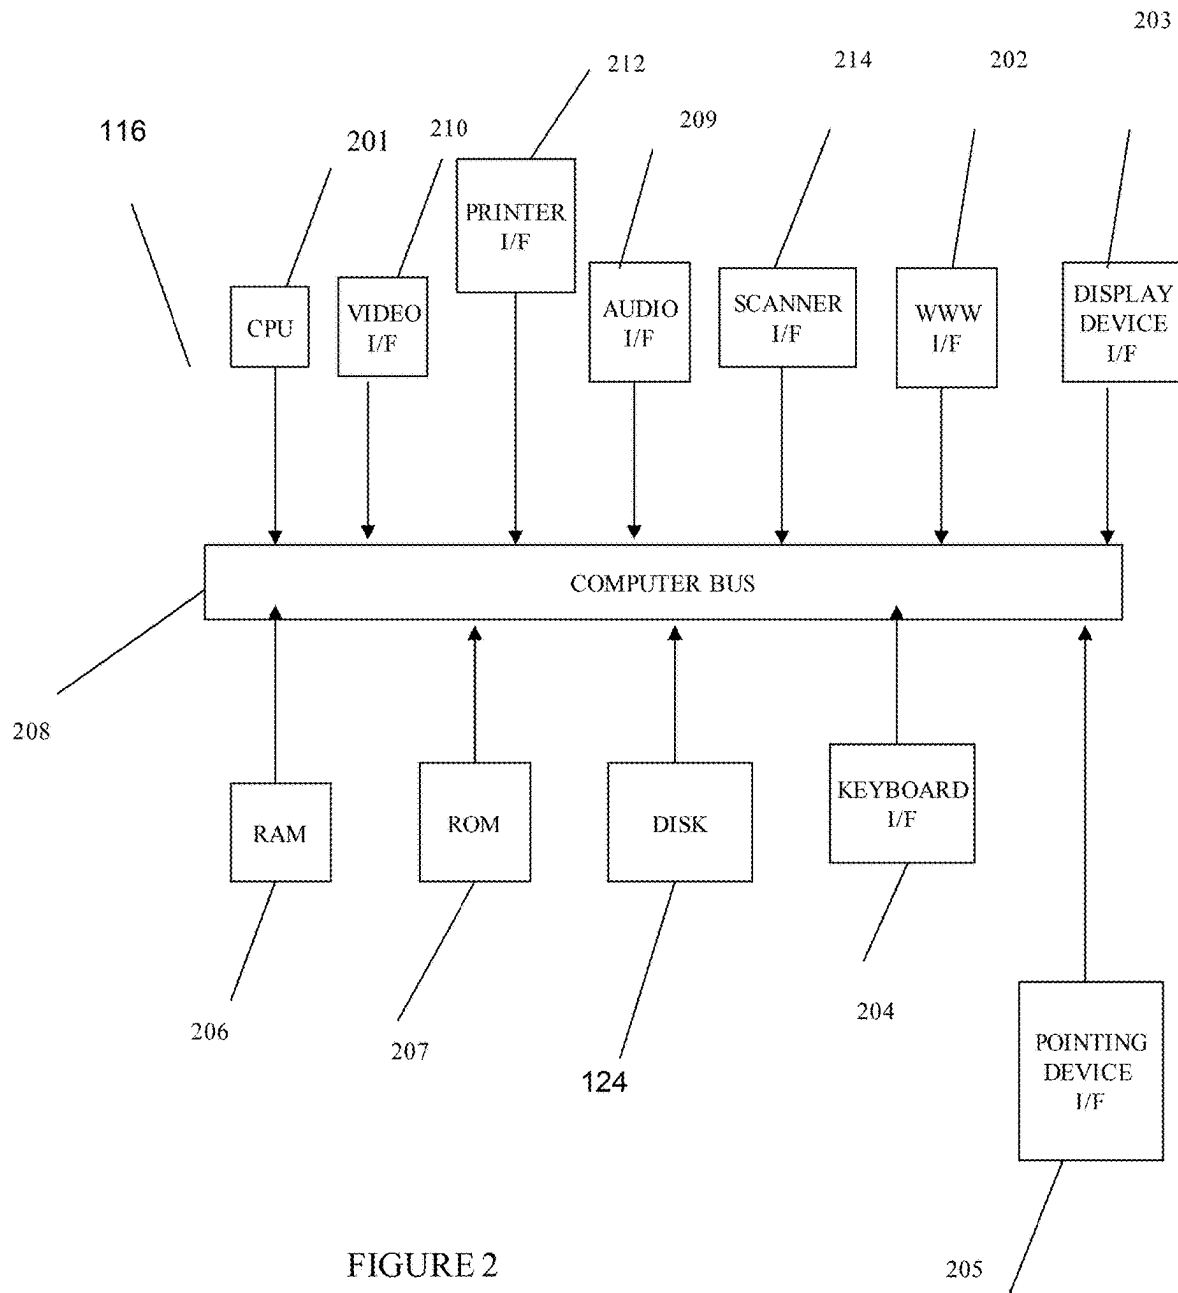 203
212
214
202
116
201
210
209
PRINTER
I/F
CPU
VIDEO
I/F
AUDIO
I/F
SCANNER
I/F
WWW
I/F
DISPLAY
DEVICE
I/F
COMPUTER BUS
208
RAM
ROM
DISK
KEYBOARD
I/F
206
207
124
204
POINTING
DEVICE
I/F
205
FIGURE 2